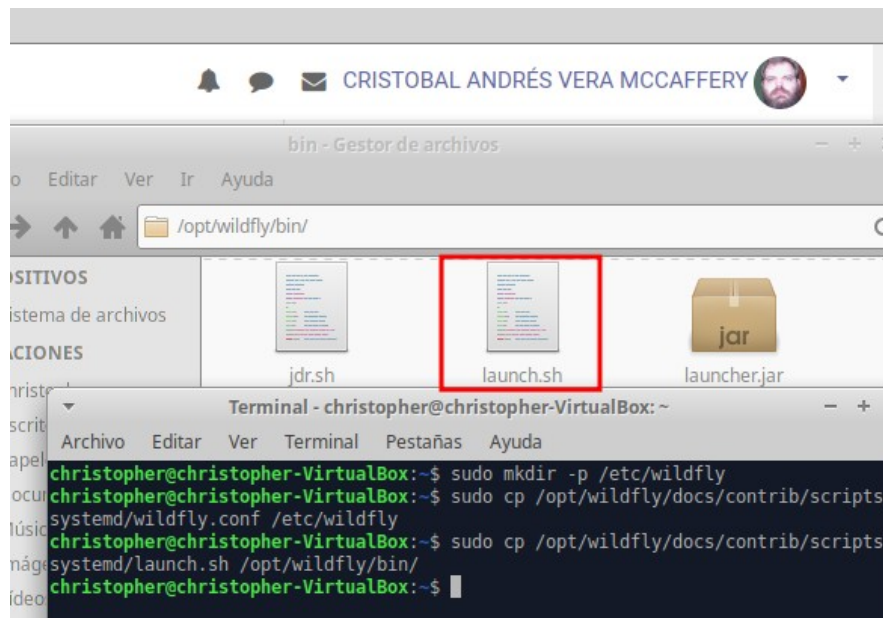 CRISTOBAL ANDRÉS VERA MCCAFFERY
bin - Gestor de archivos
o Editar Ver Ir Ayuda
/opt/wildfly/bin/
SITIVOS
istema de archivos
ACIONES
jdr.sh launch.sh launcher.jar
jar
Terminal - christopher@christopher-VirtualBox: ~
Archivo Editar Ver Terminal Pestañas Ayuda
christopher@christopher-VirtualBox:~$ sudo mkdir -p /etc/wildfly
christopher@christopher-VirtualBox:~$ sudo cp /opt/wildfly/docs/contrib/scripts
systemd/wildfly.conf /etc/wildfly
christopher@christopher-VirtualBox:~$ sudo cp /opt/wildfly/docs/contrib/scripts
systemd/launch.sh /opt/wildfly/bin/
christopher@christopher-VirtualBox:~$